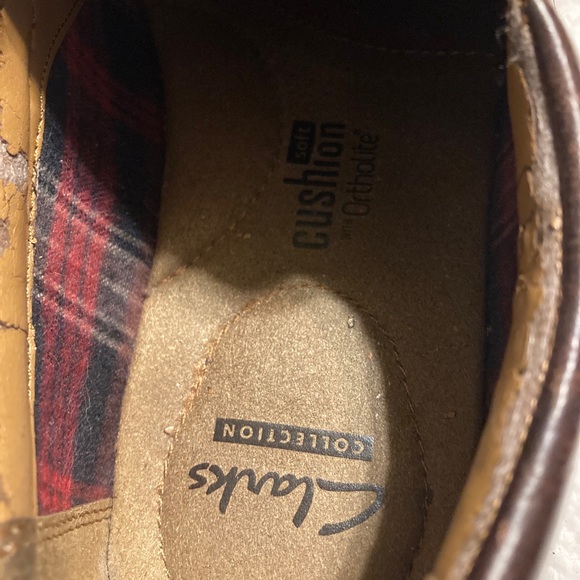 soft
cushion
WITH Ortholite®
Clarks
COLLECTION